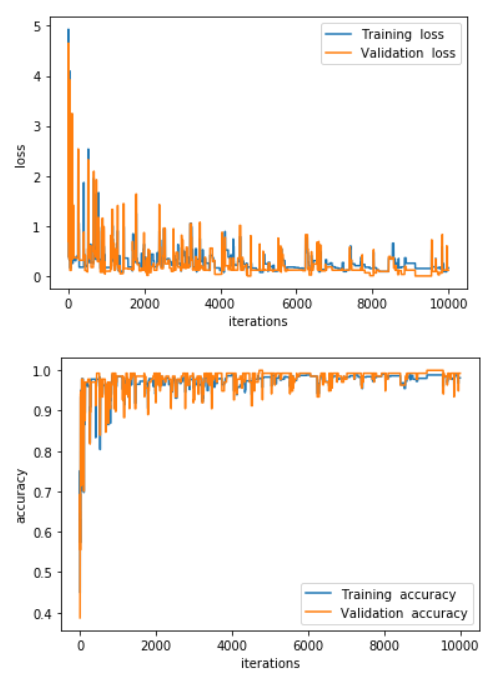 5
4
3
2
1
0
loss
Training loss
Validation loss
0 2000 4000 6000 8000 10000
iterations
1.0
0.9
0.8
0.7
0.6
0.5
0.4
accuracy
Training accuracy
Validation accuracy
0 2000 4000 6000 8000 10000
iterations